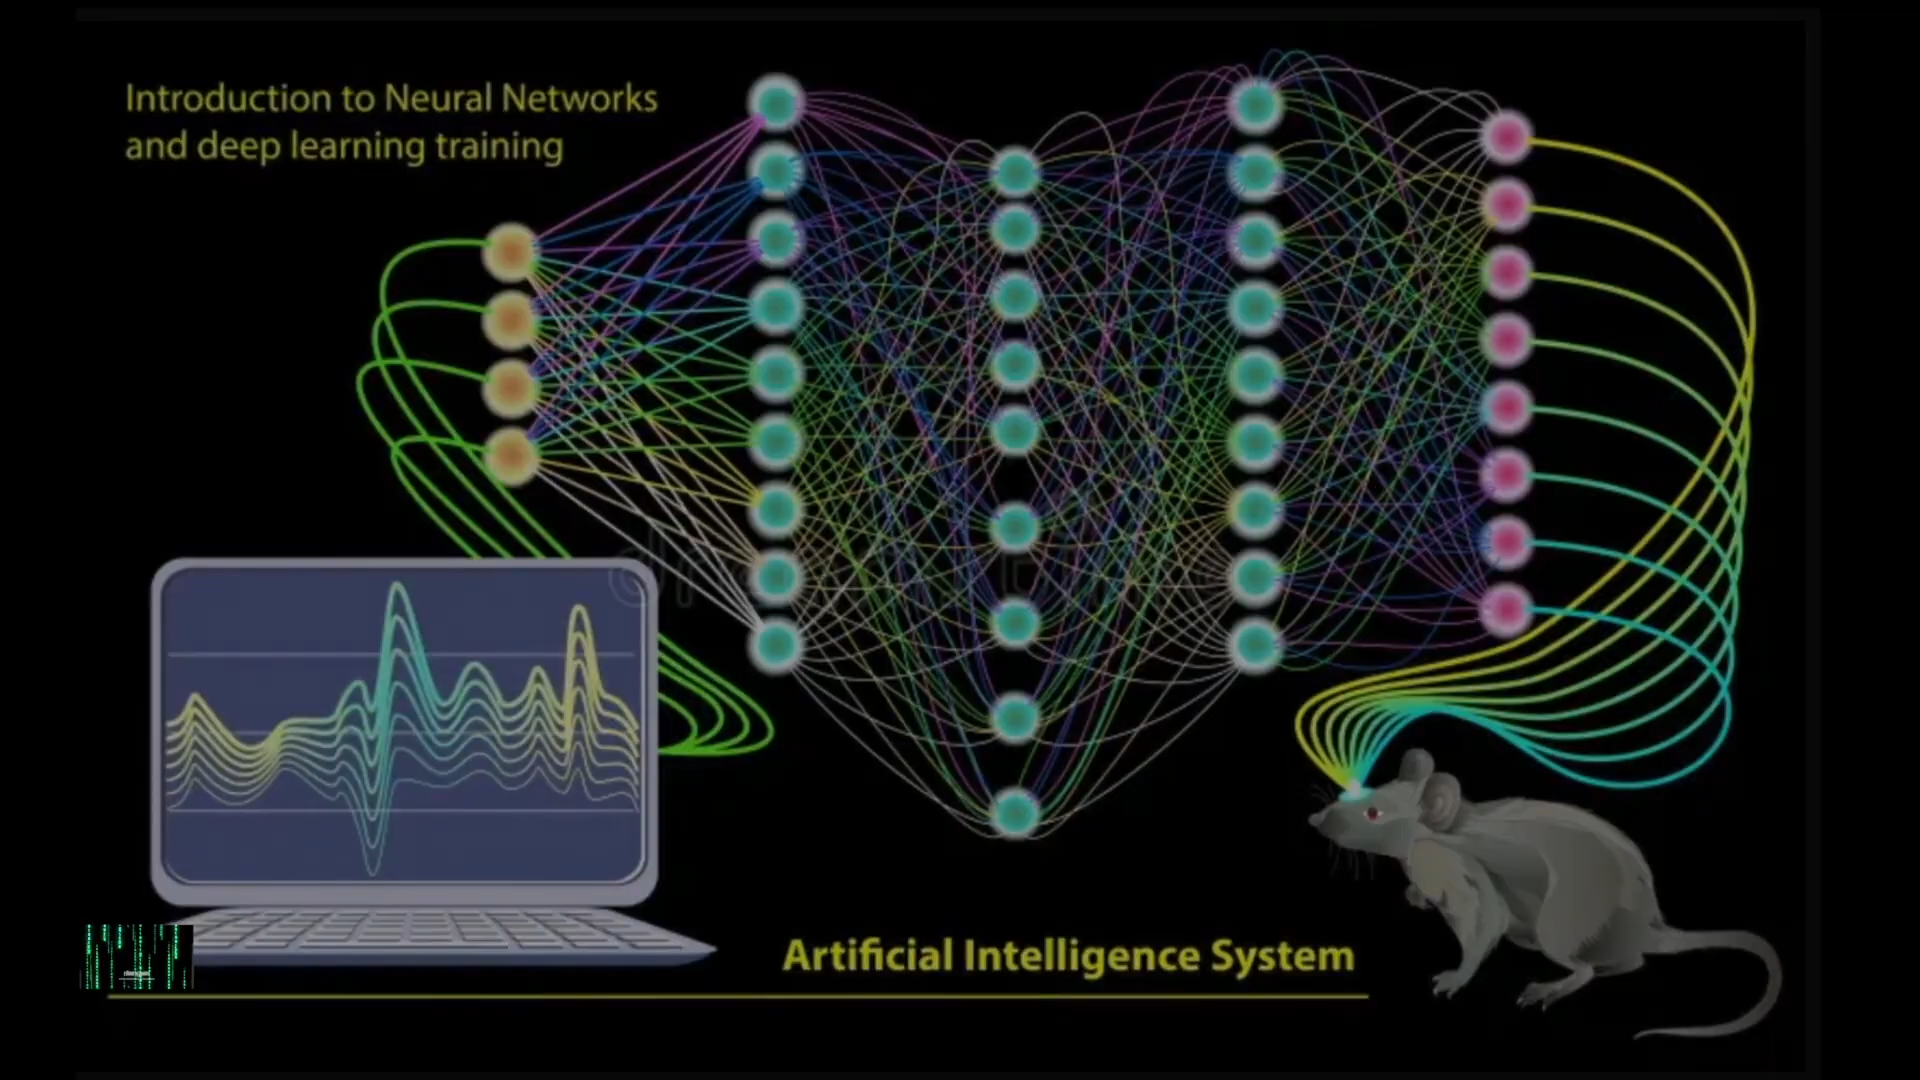 Introduction to Neural Networks
and deep learning training
Artificial Intelligence System